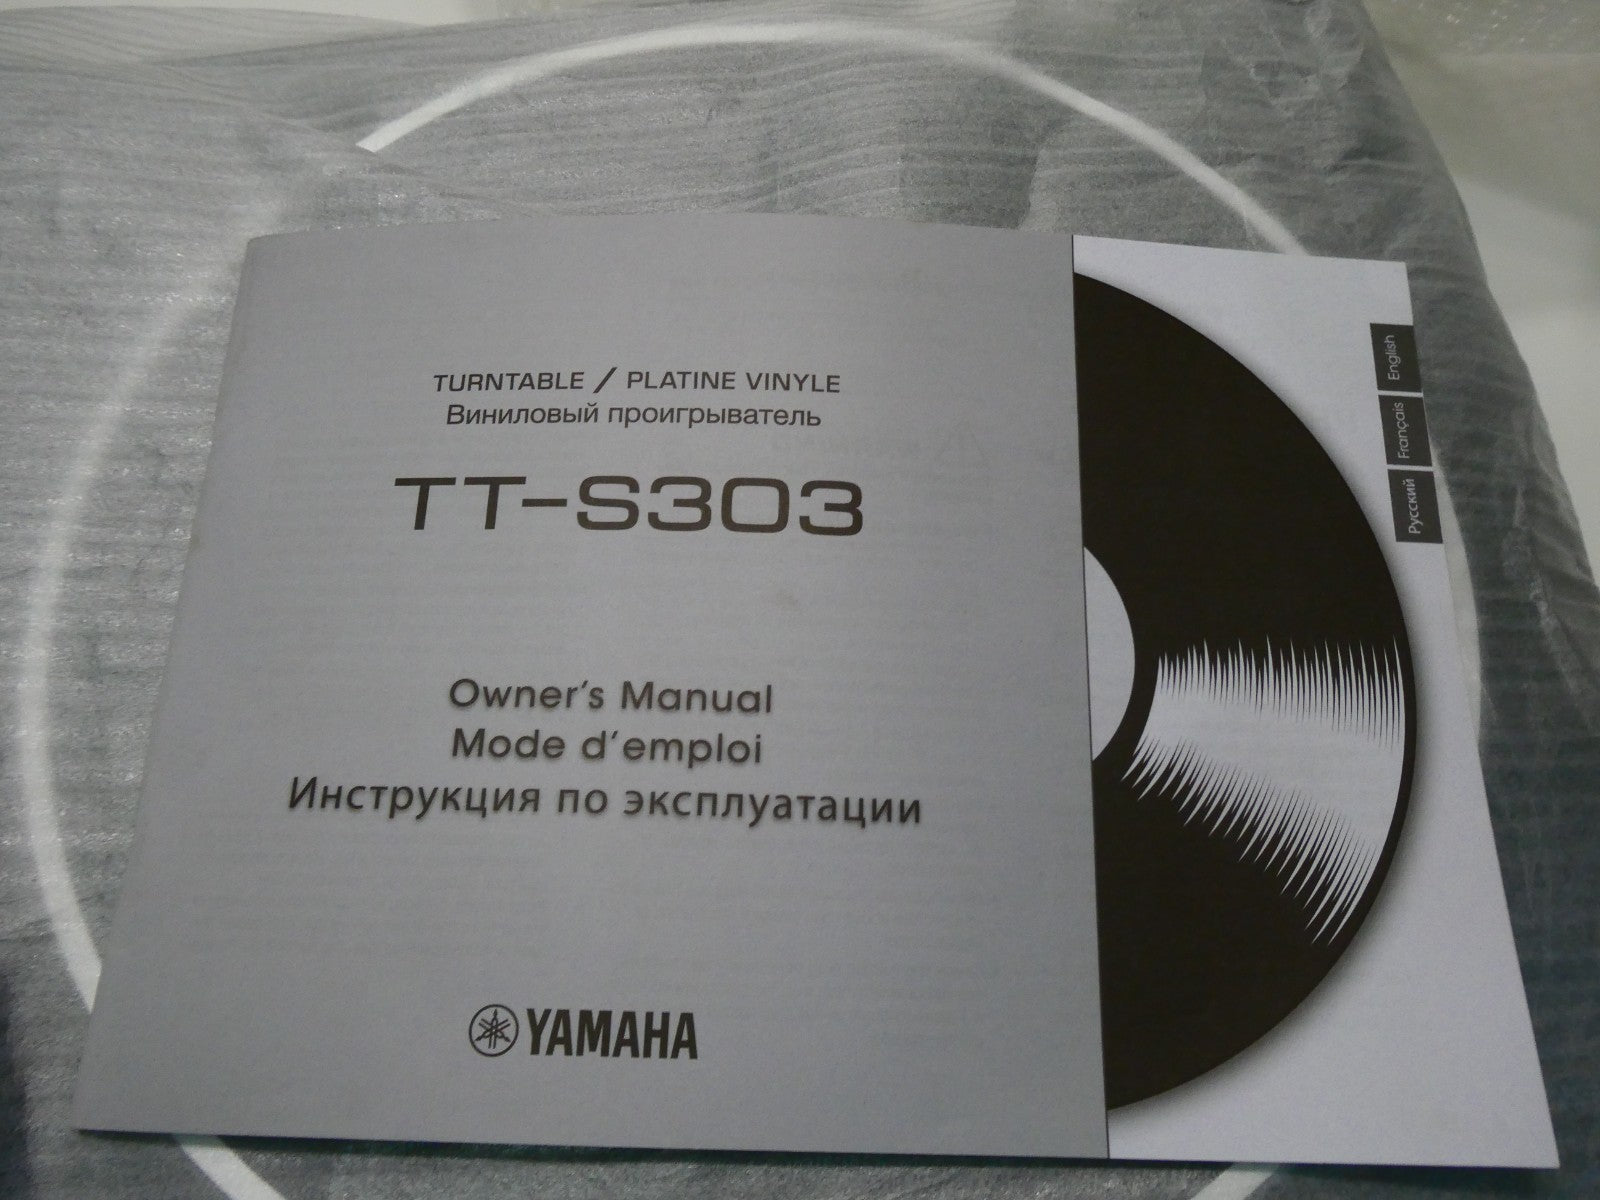 TURNTABLE / PLATINE VINYLE
Виниловый проигрыватель
TT-S303
Owner's Manual
Mode d'emploi
Инструкция по эксплуатации
YAMAHA
English
Français
Русский